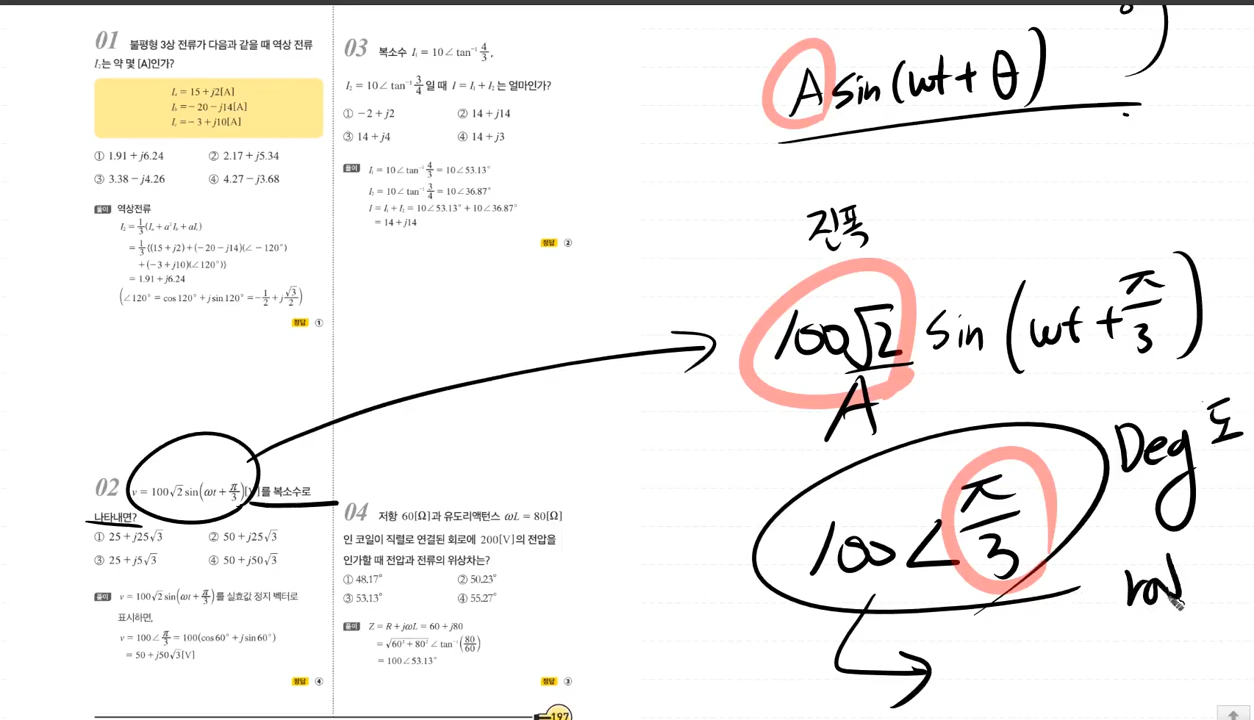 01 불평형 3상 전류가 다음과 같을 때 역상 전류
I₂는 약 몇 [A]인가?
Iₐ = 15 + j2[A]
I_b = − 20 − j14[A]
I_c = − 3 + j10[A]
① 1.91 + j6.24 ② 2.17 + j5.34
③ 3.38 − j4.26 ④ 4.27 − j3.68
풀이 역상전류
I₂ = 1/3(Iₐ + a²I_b + aI_c)
= 1/3{(15 + j2) + (−20 − j14)(∠ − 120°)
+ (−3 + j10)(∠120°)}
= 1.91 + j6.24
(∠120° = cos120° + jsin120° = −1/2 + j√3/2)
정답 ①
02 v = 100√2 sin(ωt + π/3)[V]를 복소수로
나타내면?
① 25 + j25√3 ② 50 + j25√3
③ 25 + j5√3 ④ 50 + j50√3
풀이 v = 100√2 sin(ωt + π/3)를 실효값 정지 벡터로
표시하면,
v = 100∠π/3 = 100(cos60° + jsin60°)
= 50 + j50√3[V]
정답 ④
03 복소수 I₁ = 10∠tan⁻¹4/3,
I₂ = 10∠tan⁻¹3/4일 때 I = I₁ + I₂는 얼마인가?
① −2 + j2 ② 14 + j14
③ 14 + j4 ④ 14 + j3
풀이 I₁ = 10∠tan⁻¹4/3 = 10∠53.13°
I₂ = 10∠tan⁻¹3/4 = 10∠36.87°
I = I₁ + I₂ = 10∠53.13° + 10∠36.87°
= 14 + j14
정답 ②
04 저항 60[Ω]과 유도리액턴스 ωL = 80[Ω]
인 코일이 직렬로 연결된 회로에 200[V]의 전압을
인가할 때 전압과 전류의 위상차는?
① 48.17° ② 50.23°
③ 53.13° ④ 55.27°
풀이 Z = R + jωL = 60 + j80
= √60² + 80² ∠tan⁻¹(80/60)
= 100∠53.13°
정답 ③
197
A sin(wt + θ)
진폭
100√2 sin(wt + π/3)
A
100∠π/3
Deg 도
rad